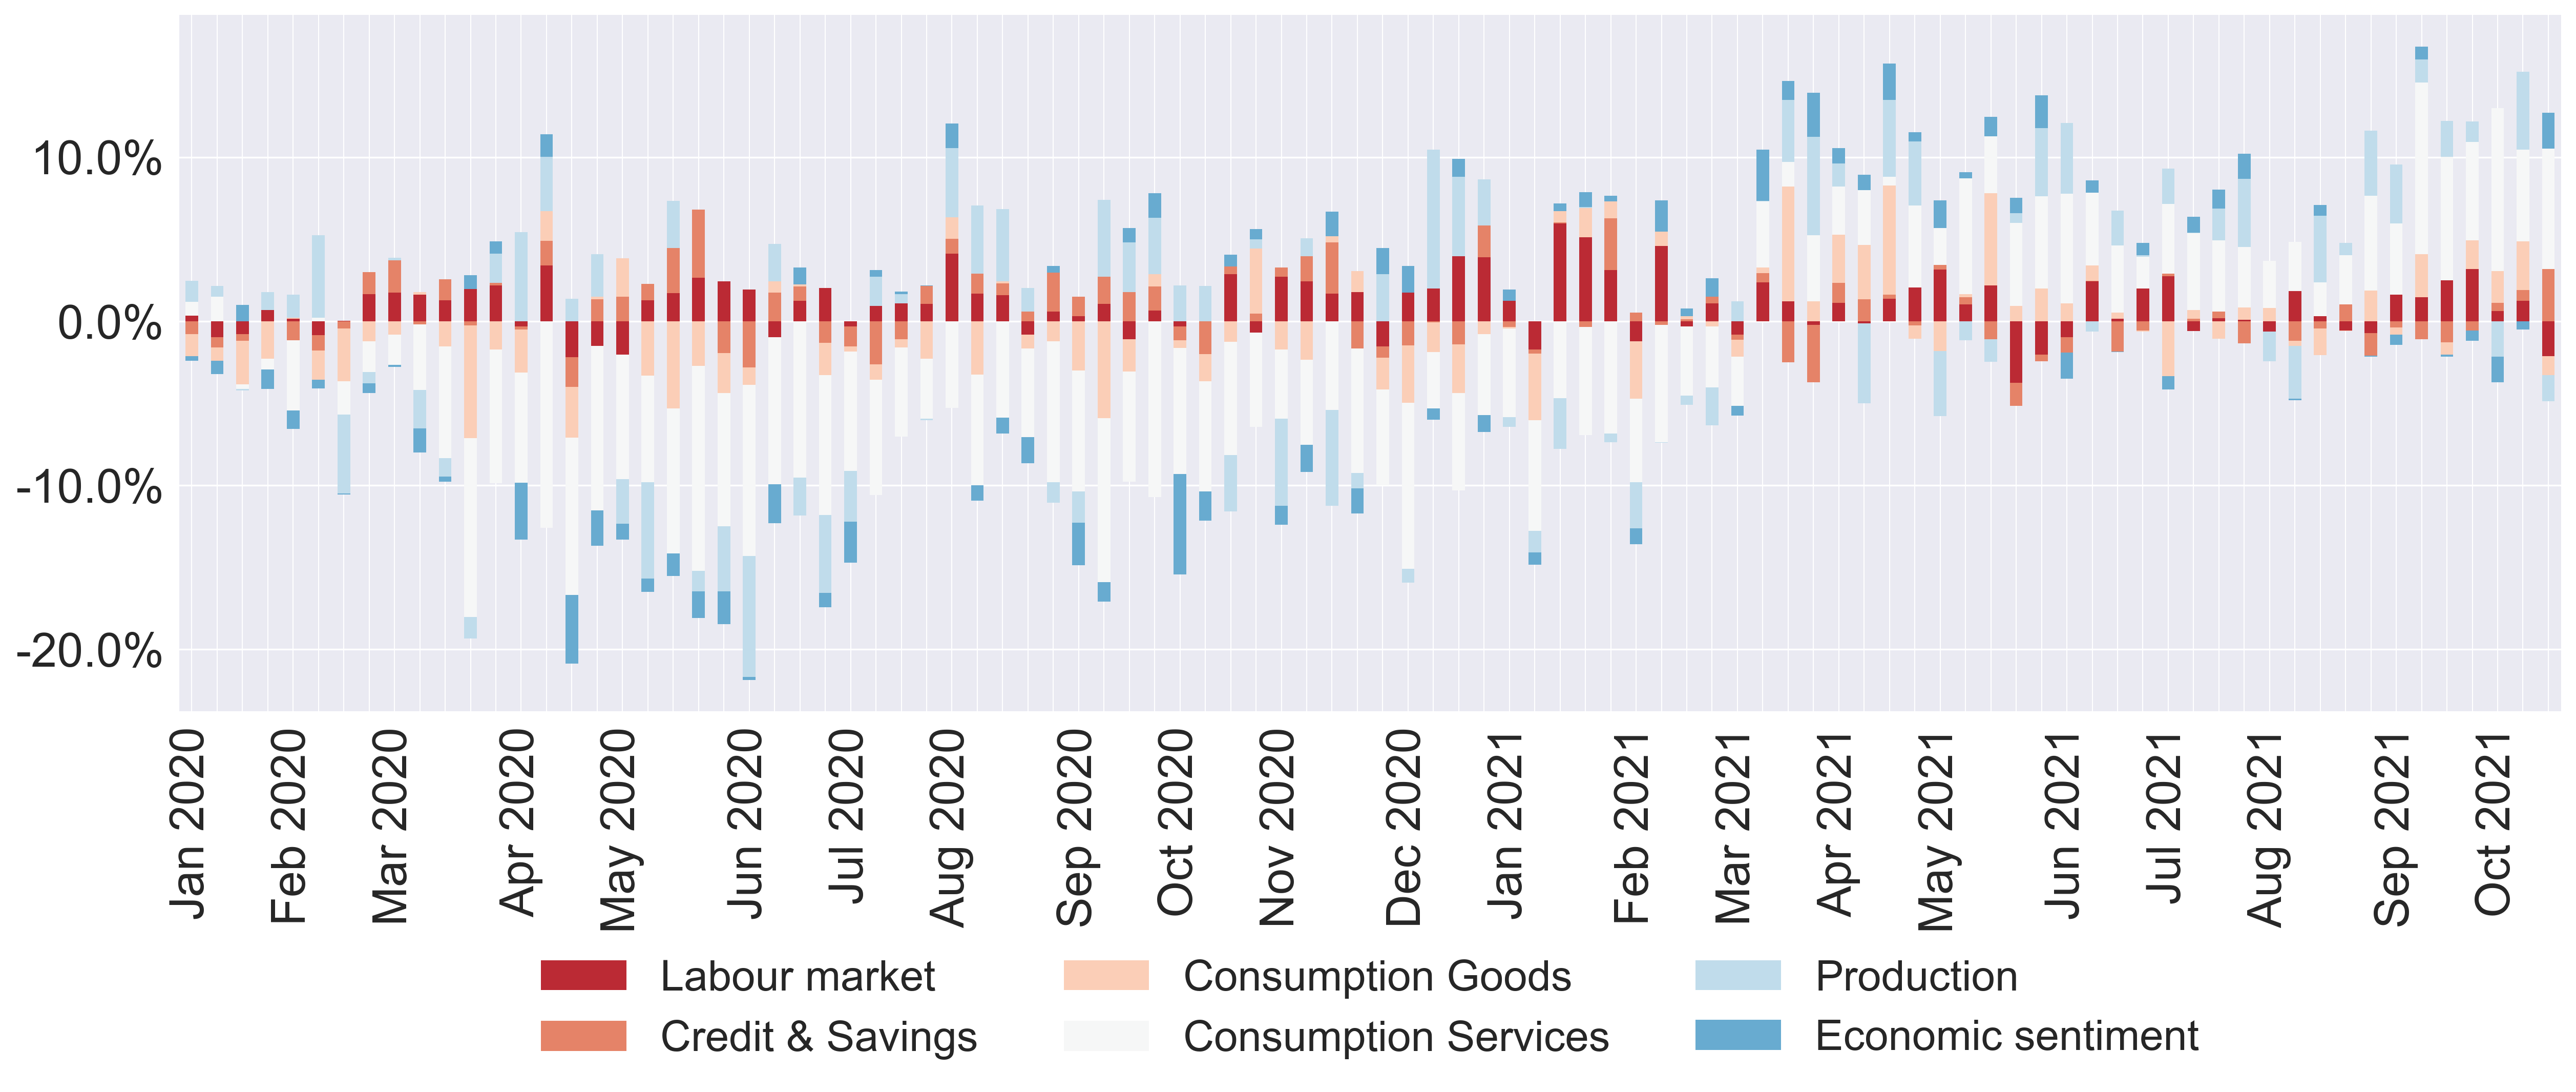 10.0%
0.0%
-10.0%
-20.0%
Jan 2020
Feb 2020
Mar 2020
Apr 2020
May 2020
Jun 2020
Jul 2020
Aug 2020
Sep 2020
Oct 2020
Nov 2020
Dec 2020
Jan 2021
Feb 2021
Mar 2021
Apr 2021
May 2021
Jun 2021
Jul 2021
Aug 2021
Sep 2021
Oct 2021
Labour market
Credit & Savings
Consumption Goods
Consumption Services
Production
Economic sentiment